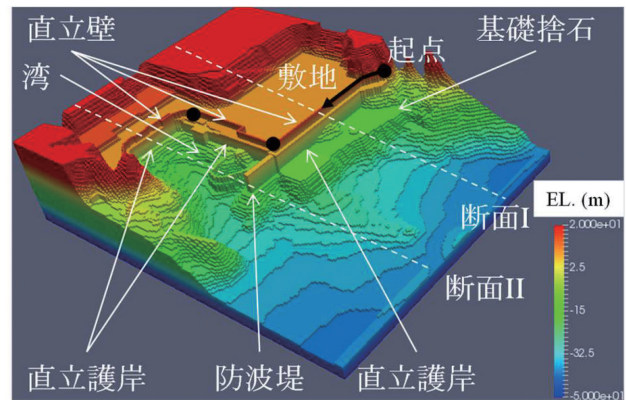 直立壁
湾
敷地
起点
基礎捨石
EL. (m)
2.000e+01
2.5
-15
-32.5
-5.000e+01
断面I
断面II
直立護岸
防波堤
直立護岸